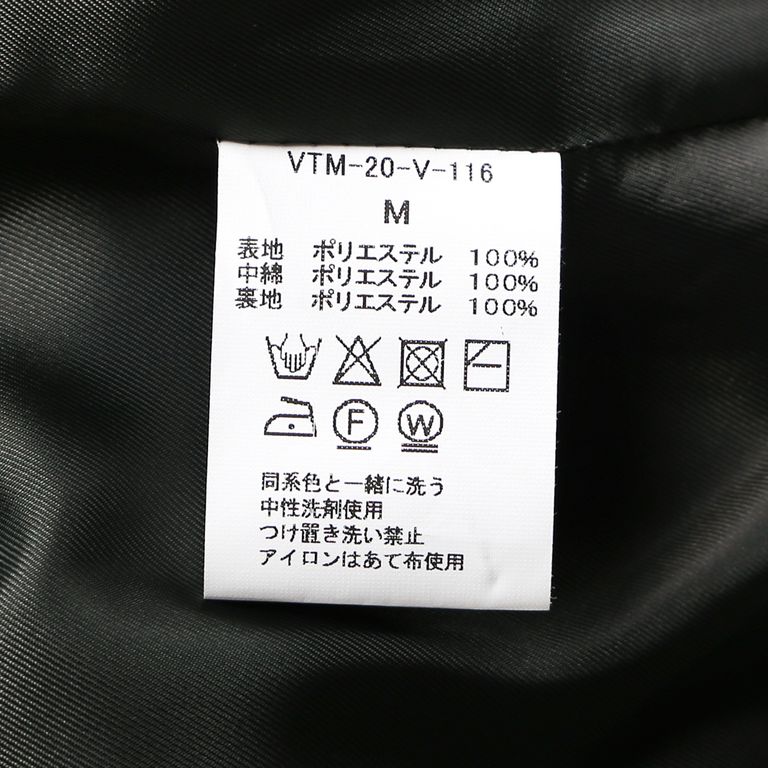 VTM-20-V-116
M
表地 ポリエステル 100%
中綿 ポリエステル 100%
裏地 ポリエステル 100%
F W
同系色と一緒に洗う
中性洗剤使用
つけ置き洗い禁止
アイロンはあて布使用